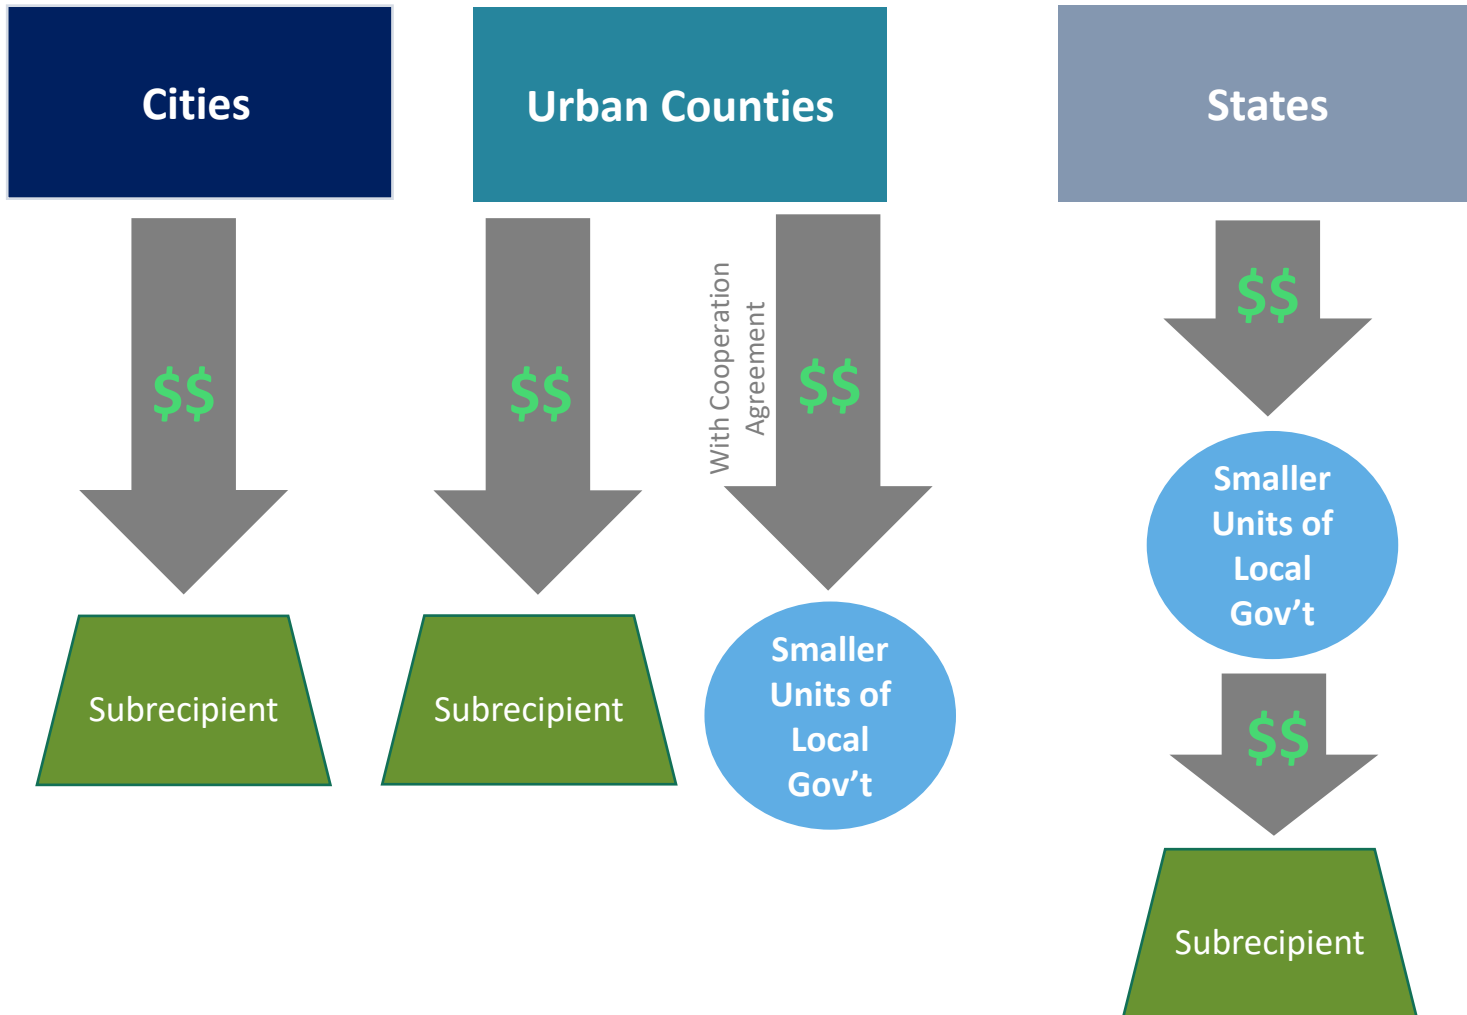 Cities
Urban Counties
States
$$
$$
With Cooperation
Agreement
$$
$$
Subrecipient
Subrecipient
Smaller
Units of
Local
Gov’t
Smaller
Units of
Local
Gov’t
$$
Subrecipient